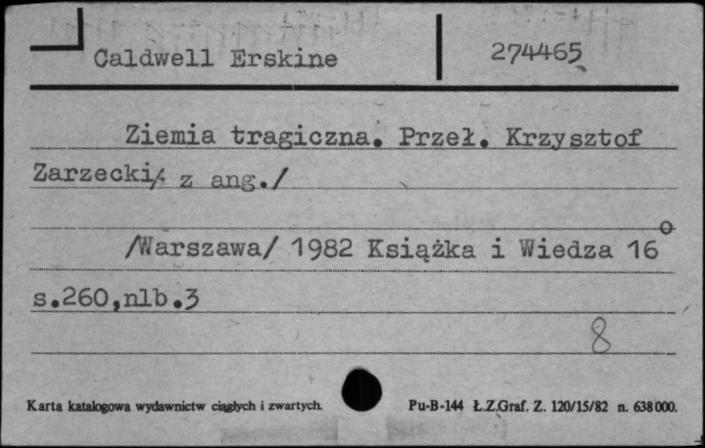 Caldwell Erskine 274465
Ziemia tragiczna. Przeł. Krzysztof
Zarzecki/. z ang./
/Warszawa/ 1982 Książka i Wiedza 16°
s.260,nlb.3
8
Karta katalogowa wydawnictw ciągłych i zwartych. Pu-B-144 Ł.Z.Graf. Z. 120/15/82 n. 638000.